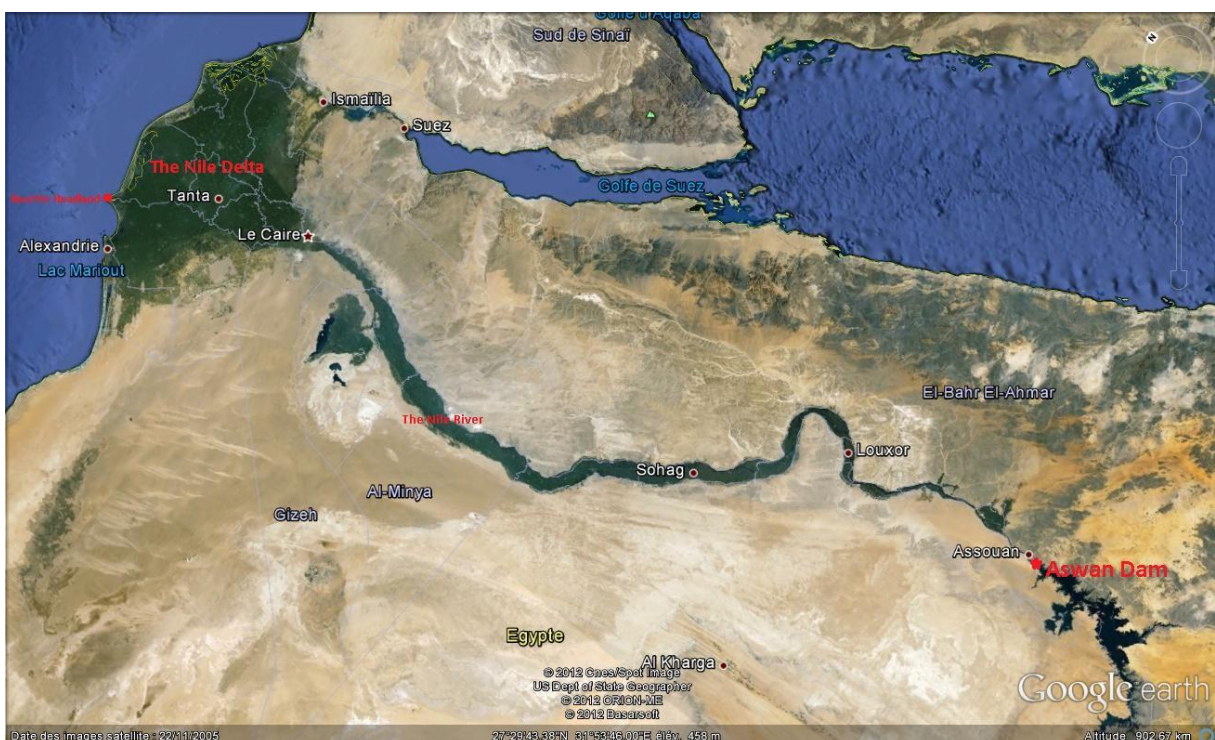 Golfe d'Aqaba
Sud de Sinaï
N
Ismaïlia
Suez
The Nile Delta
Golfe de Suez
Tanta
Le Caire
Alexandrie
Lac Mariout
El-Bahr El-Ahmar
The Nile River
Louxor
Sohag
Al-Minya
Gizeh
Assouan
Aswan Dam
Egypte
Al Kharga
© 2012 Cnes/Spot Image
US Dept of State Geographer
© 2012 ORION-ME
© 2012 Basarsoft
Google earth
Date des images satellite : 22/11/2005
27°29'43.38"N 31°53'46.00"E élév. 458 m
Altitude 902.67 km